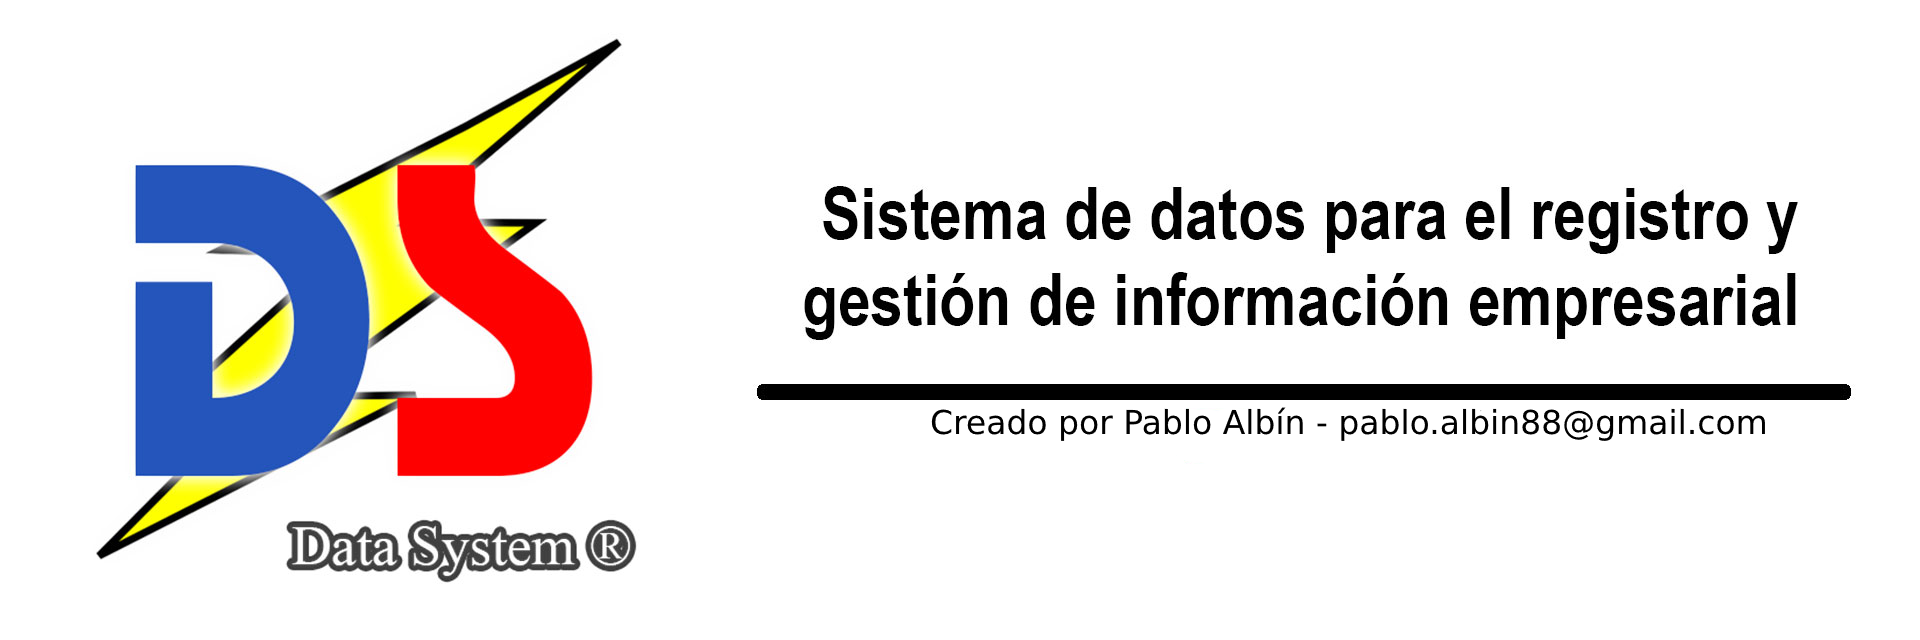 DS
Data System ®
Sistema de datos para el registro y
gestión de información empresarial
Creado por Pablo Albín - pablo.albin88@gmail.com